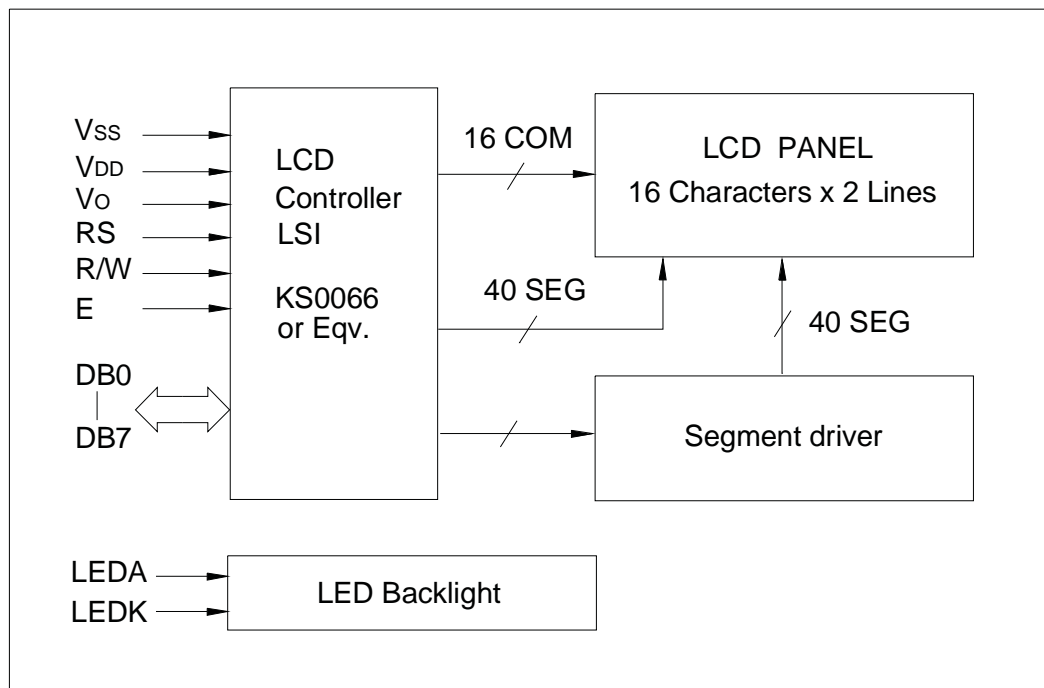 VSS
VDD
VO
RS
R/W
E
DB0
DB7
LCD
Controller
LSI
KS0066
or Eqv.
16 COM
40 SEG
LCD PANEL
16 Characters x 2 Lines
40 SEG
Segment driver
LEDA
LEDK
LED Backlight